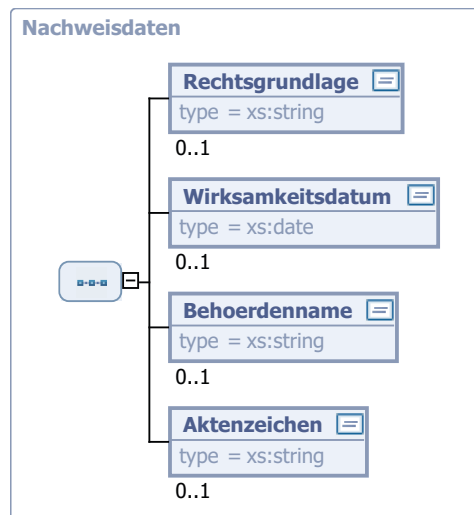 Nachweisdaten
Rechtsgrundlage
type = xs:string
0..1
Wirksamkeitsdatum
type = xs:date
0..1
Behoerdenname
type = xs:string
0..1
Aktenzeichen
type = xs:string
0..1